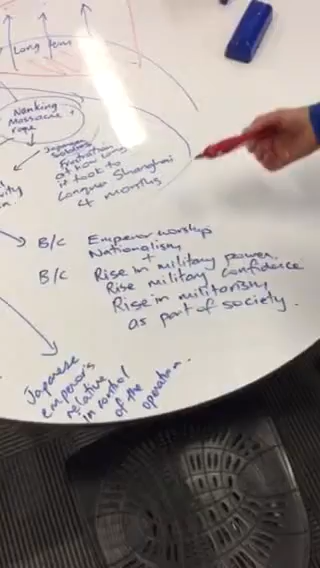 Long term
Nanking
Massacre +
rape
Japanese
soldiers
frustration
at how long
it took to
Conquer Shanghai
4 months
B/C Emperor worship
Nationalism
+
B/C Rise in military power.
Rise military confidence
Rise in militarism
as part of society.
Japanese
emperor's
relative
in control
of the operation.